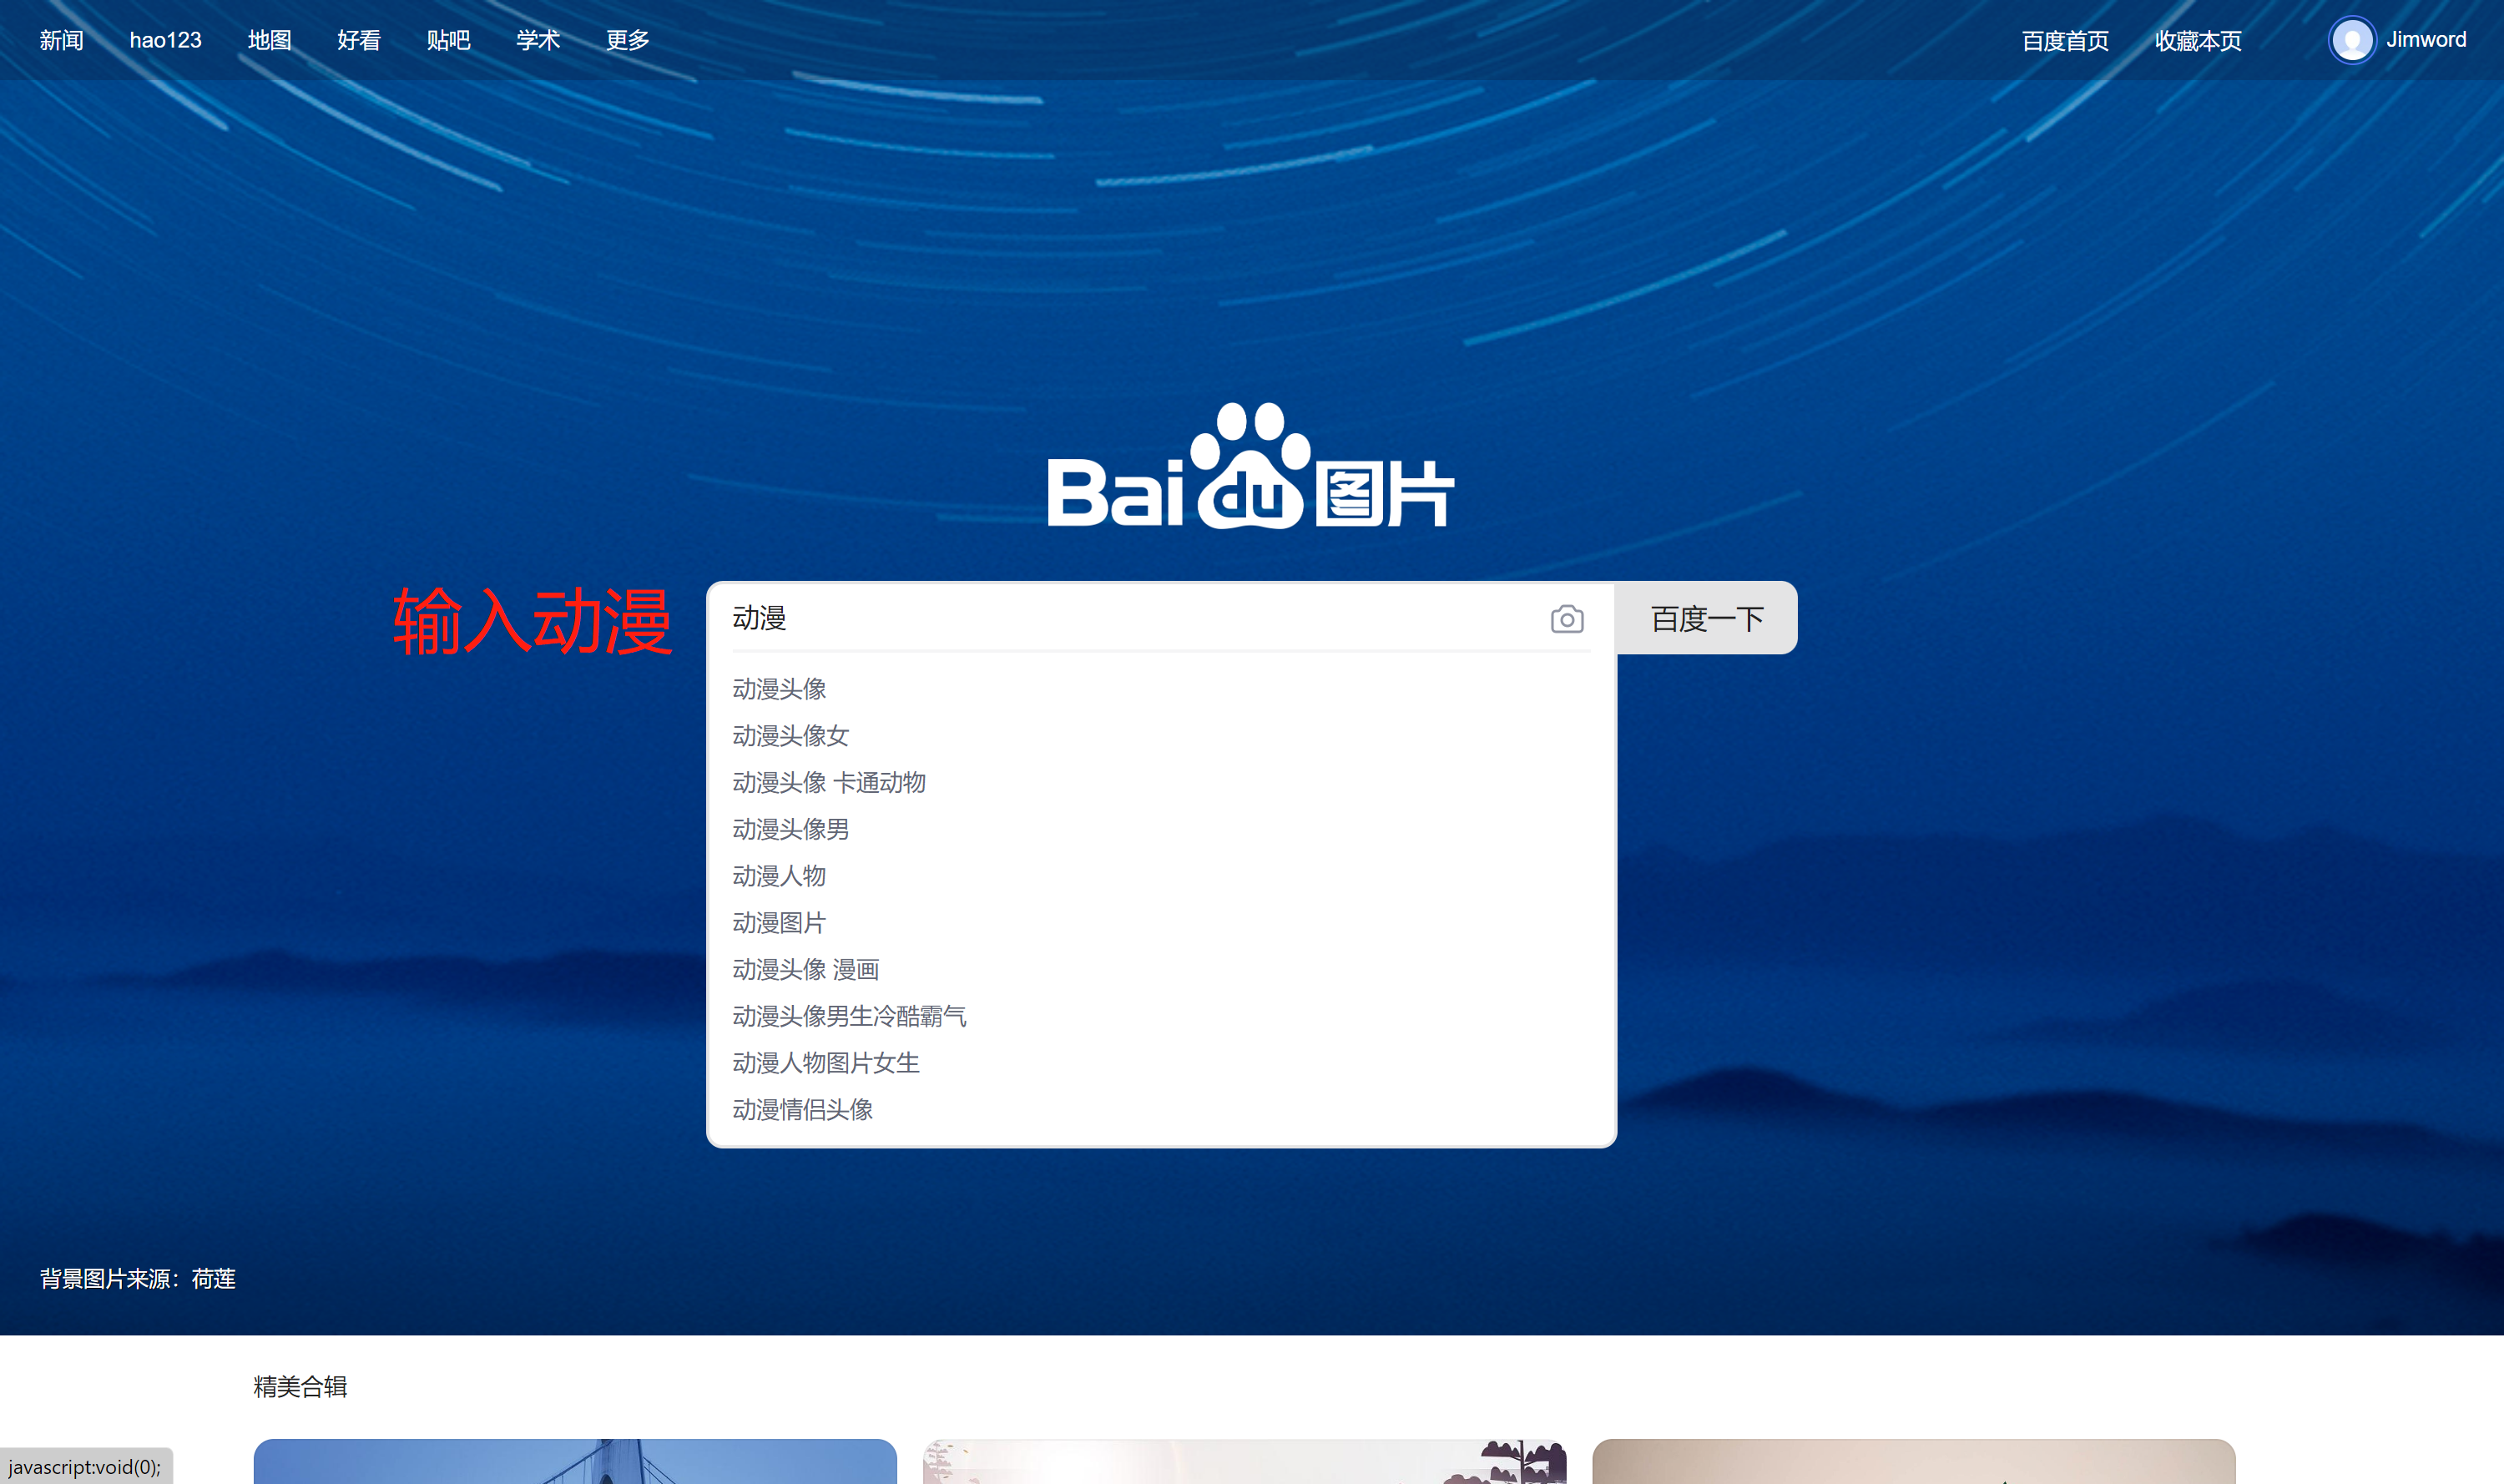 新闻 hao123 地图 好看 贴吧 学术 更多 百度首页 收藏本页 Jimword
Baidu图片
输入动漫 动漫 百度一下
动漫头像
动漫头像女
动漫头像 卡通动物
动漫头像男
动漫人物
动漫图片
动漫头像 漫画
动漫头像男生冷酷霸气
动漫人物图片女生
动漫情侣头像
背景图片来源：荷莲
精美合辑
javascript:void(0);